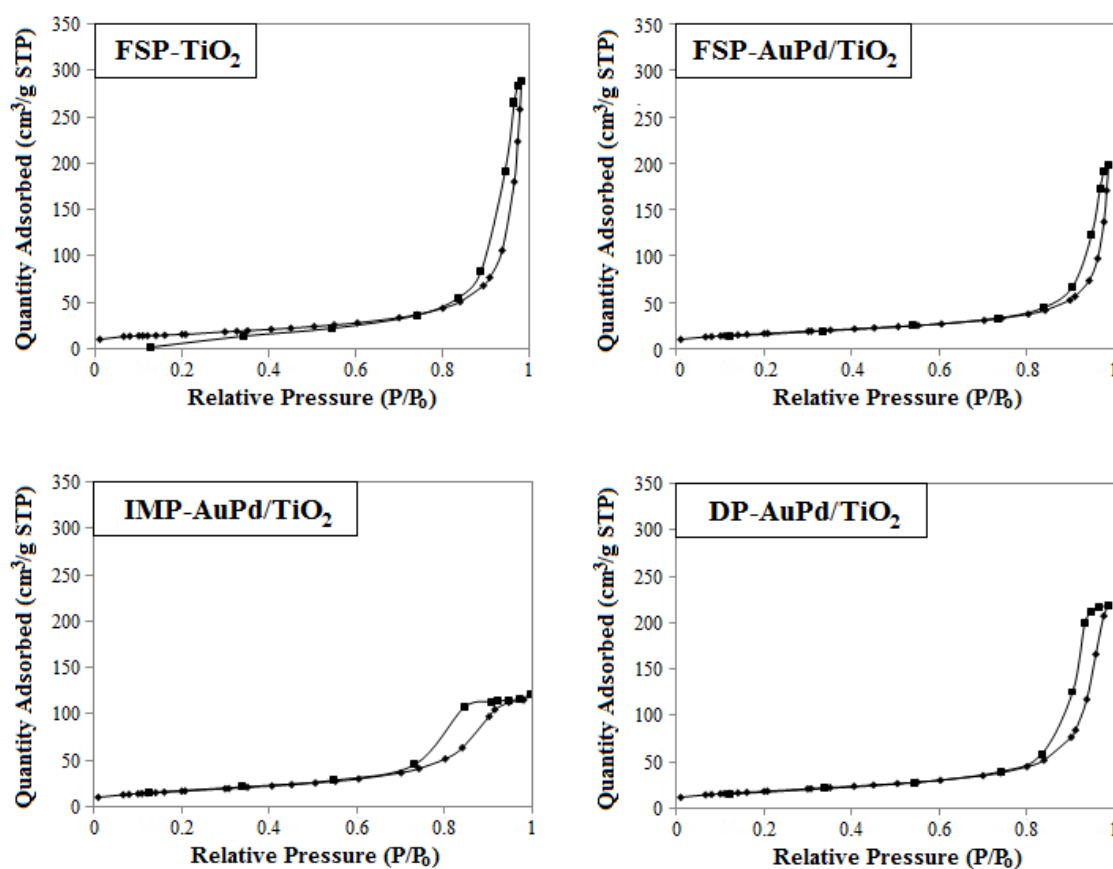 FSP-TiO₂
Quantity Adsorbed (cm³/g STP)
350
300
250
200
150
100
50
0
0 0.2 0.4 0.6 0.8 1
Relative Pressure (P/P₀)
FSP-AuPd/TiO₂
Quantity Adsorbed (cm³/g STP)
350
300
250
200
150
100
50
0
0 0.2 0.4 0.6 0.8 1
Relative Pressure (P/P₀)
IMP-AuPd/TiO₂
Quantity Adsorbed (cm³/g STP)
350
300
250
200
150
100
50
0
0 0.2 0.4 0.6 0.8 1
Relative Pressure (P/P₀)
DP-AuPd/TiO₂
Quantity Adsorbed (cm³/g STP)
350
300
250
200
150
100
50
0
0 0.2 0.4 0.6 0.8 1
Relative Pressure (P/P₀)